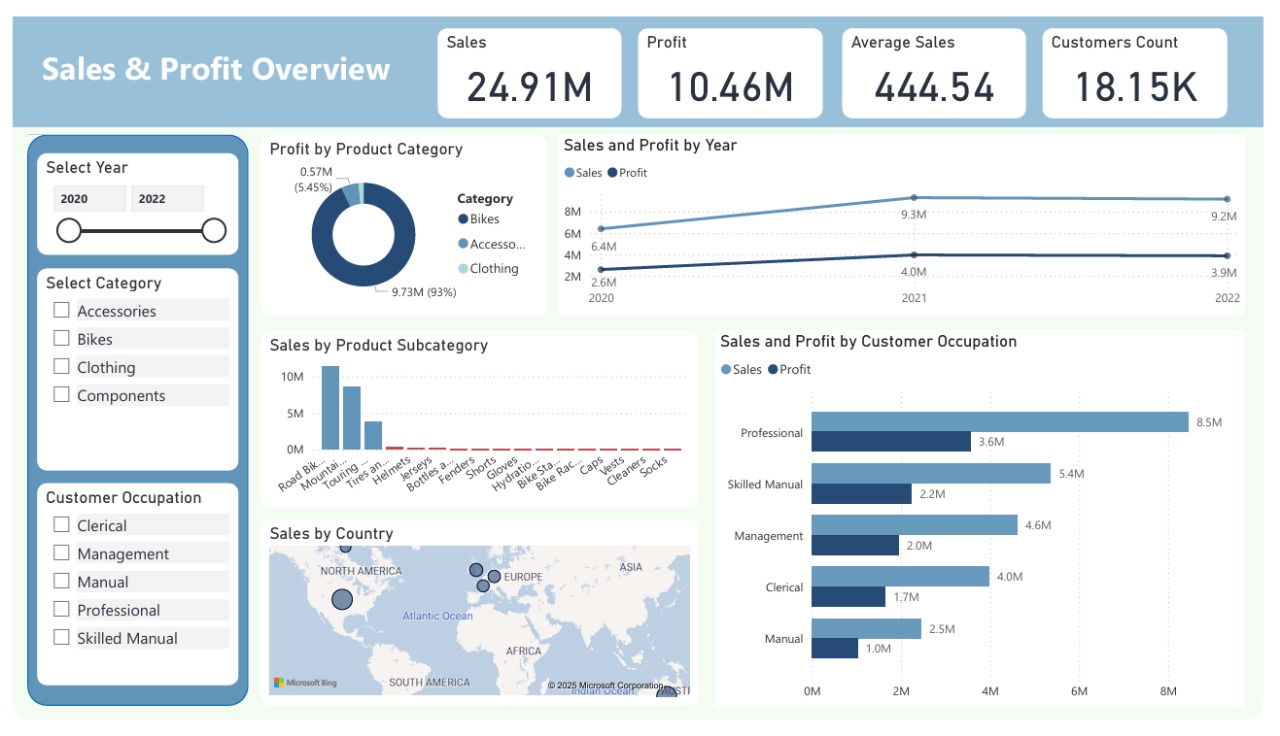 Sales & Profit Overview
Sales
24.91M
Profit
10.46M
Average Sales
444.54
Customers Count
18.15K
Select Year
2020
2022
Select Category
Accessories
Bikes
Clothing
Components
Customer Occupation
Clerical
Management
Manual
Professional
Skilled Manual
Profit by Product Category
0.57M
(5.45%)
9.73M (93%)
Category
Bikes
Accesso...
Clothing
Sales and Profit by Year
Sales Profit
8M
6M
4M
2M
6.4M
9.3M
9.2M
2.6M
4.0M
3.9M
2020
2021
2022
Sales by Product Subcategory
10M
5M
0M
Road Bik...
Mountai...
Touring ...
Tires an...
Helmets
Jerseys
Bottles a...
Fenders
Shorts
Gloves
Hydratio...
Bike Sta...
Bike Rac...
Caps
Vests
Cleaners
Socks
Sales by Country
NORTH AMERICA
EUROPE
ASIA
Atlantic Ocean
AFRICA
SOUTH AMERICA
Indian Ocean
AUSTR
Microsoft Bing
© 2025 Microsoft Corporation
Sales and Profit by Customer Occupation
Sales Profit
Professional
8.5M
3.6M
Skilled Manual
5.4M
2.2M
Management
4.6M
2.0M
Clerical
4.0M
1.7M
Manual
2.5M
1.0M
0M
2M
4M
6M
8M